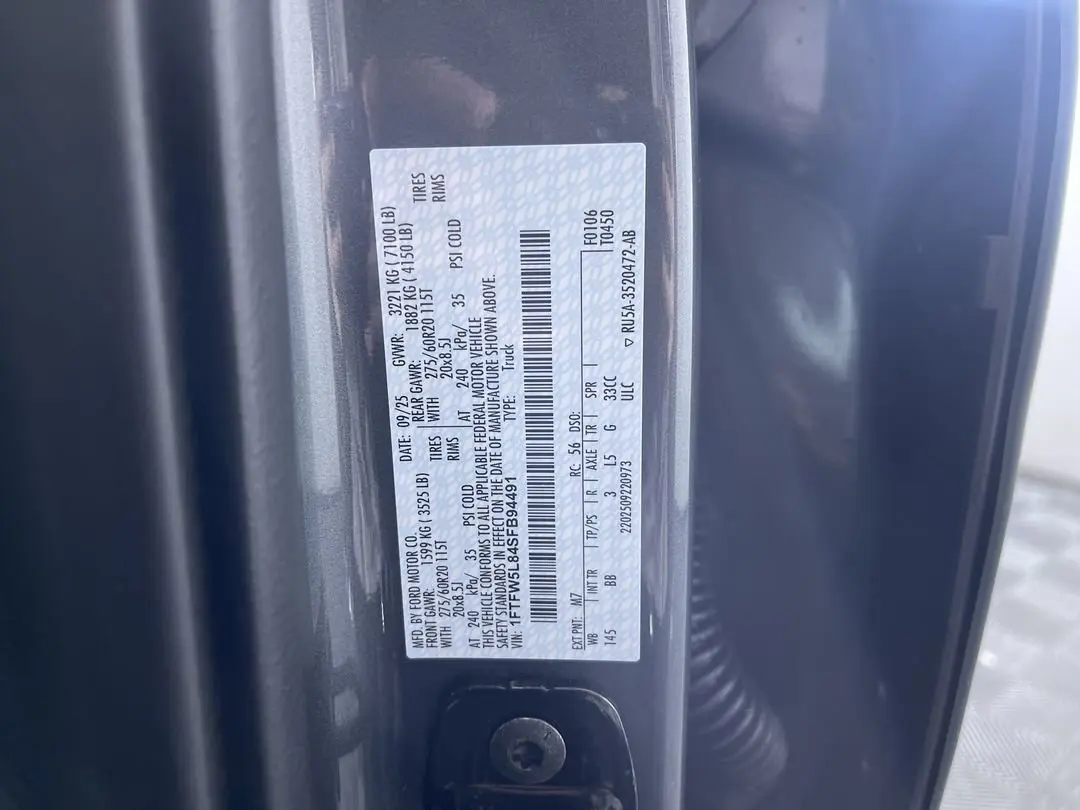 MFD. BY FORD MOTOR CO.
DATE: 09/25 GVWR: 3221 KG ( 7100 LB)
FRONT GAWR: 1599 KG ( 3525 LB)
REAR GAWR: 1882 KG ( 4150 LB)
WITH 275/60R20 115T TIRES
WITH 275/60R20 115T TIRES
20x8.5J RIMS
20x8.5J RIMS
AT 240 kPa/ 35 PSI COLD
AT 240 kPa/ 35 PSI COLD
THIS VEHICLE CONFORMS TO ALL APPLICABLE FEDERAL MOTOR VEHICLE
SAFETY STANDARDS IN EFFECT ON THE DATE OF MANUFACTURE SHOWN ABOVE.
VIN: 1FTFW5L84SFB94491 TYPE: Truck
EXT PNT: M7 RC: 56 DSO:
WB | INT TR | TP/PS | R | AXLE | TR | SPR | F0106
145 BB 3 L5 G 33CC T0450
2202509220973 ULC ▽ RU5A-3520472-AB